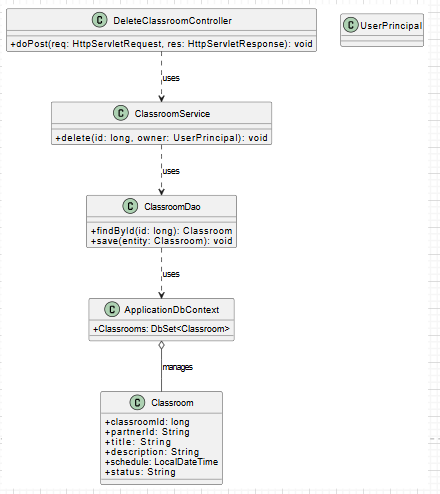 C DeleteClassroomController
+doPost(req: HttpServletRequest, res: HttpServletResponse): void
C UserPrincipal
uses
C ClassroomService
+delete(id: long, owner: UserPrincipal): void
uses
C ClassroomDao
+findById(id: long): Classroom
+save(entity: Classroom): void
uses
C ApplicationDbContext
+Classrooms: DbSet<Classroom>
manages
C Classroom
+classroomId: long
+partnerId: String
+title: String
+description: String
+schedule: LocalDateTime
+status: String